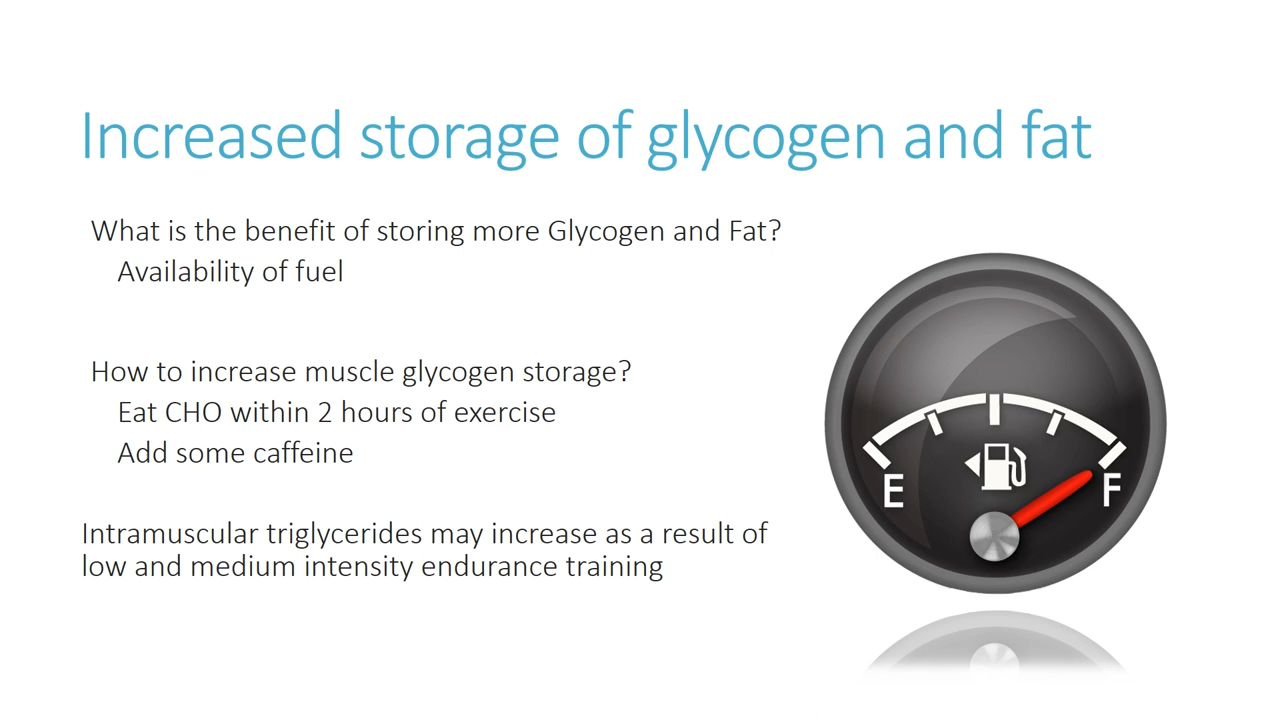 Increased storage of glycogen and fat
What is the benefit of storing more Glycogen and Fat?
Availability of fuel
How to increase muscle glycogen storage?
Eat CHO within 2 hours of exercise
Add some caffeine
Intramuscular triglycerides may increase as a result of
low and medium intensity endurance training
E
F